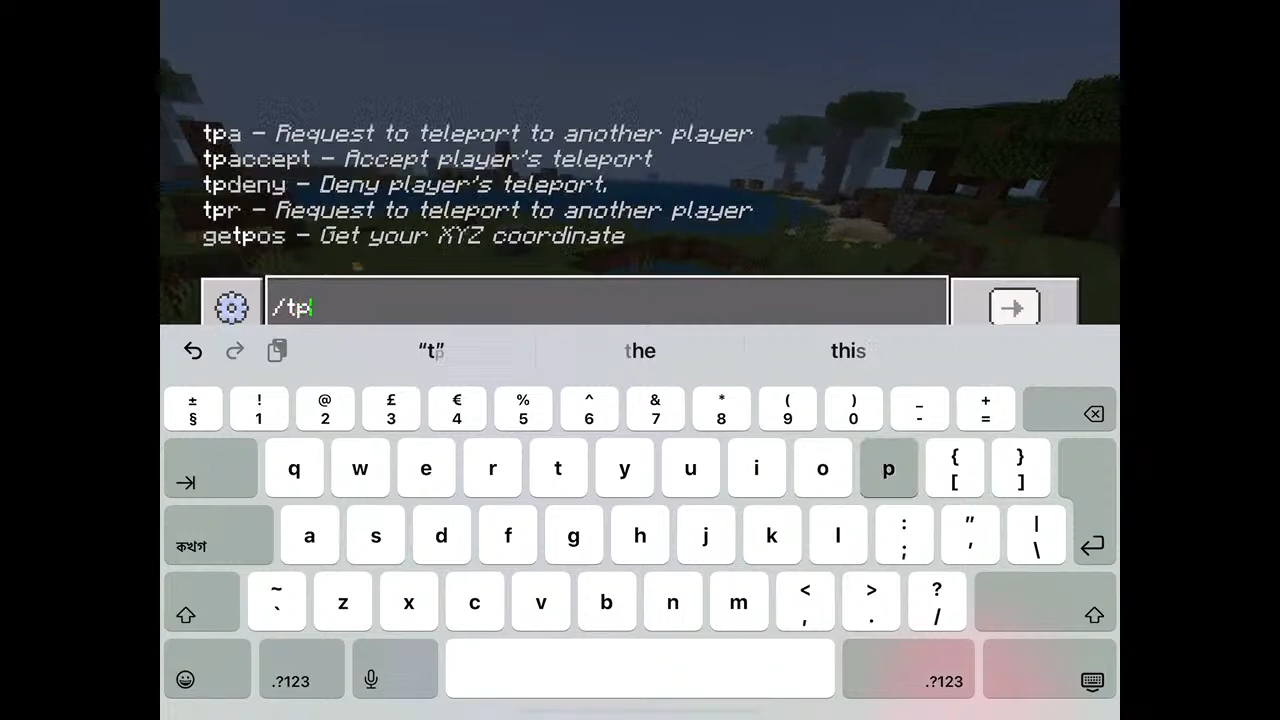 tpa - Request to teleport to another player
tpaccept - Accept player's teleport
tpdeny - Deny player's teleport.
tpr - Request to teleport to another player
getpos - Get your XYZ coordinate
/tp
“tp” the this
± ! @ £ € % ^ & * ( ) _ +
§ 1 2 3 4 5 6 7 8 9 0 - =
q w e r t y u i o p { }
[ ]
কখগ a s d f g h j k l : " |
; ' \
~ z x c v b n m < > ?
` , . /
.?123 .?123